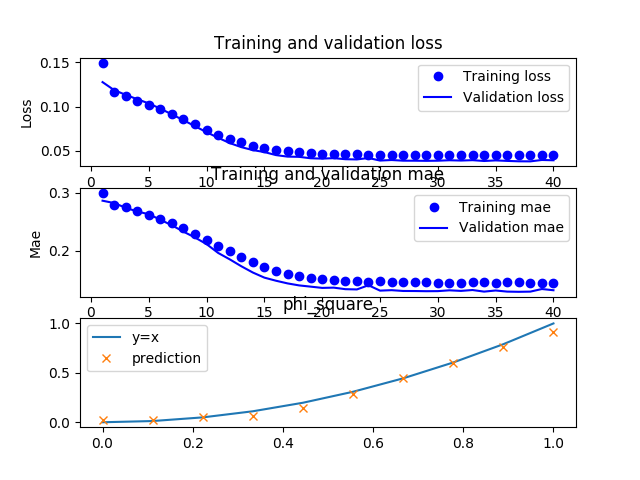 Training and validation loss
0.15
0.10
0.05
Loss
Training loss
Validation loss
0 5 10 15 20 25 30 35 40
Training and validation mae
0.3
0.2
Mae
Training mae
Validation mae
0 5 10 15 20 25 30 35 40
phi_square
1.0
0.5
0.0
y=x
prediction
0.0 0.2 0.4 0.6 0.8 1.0